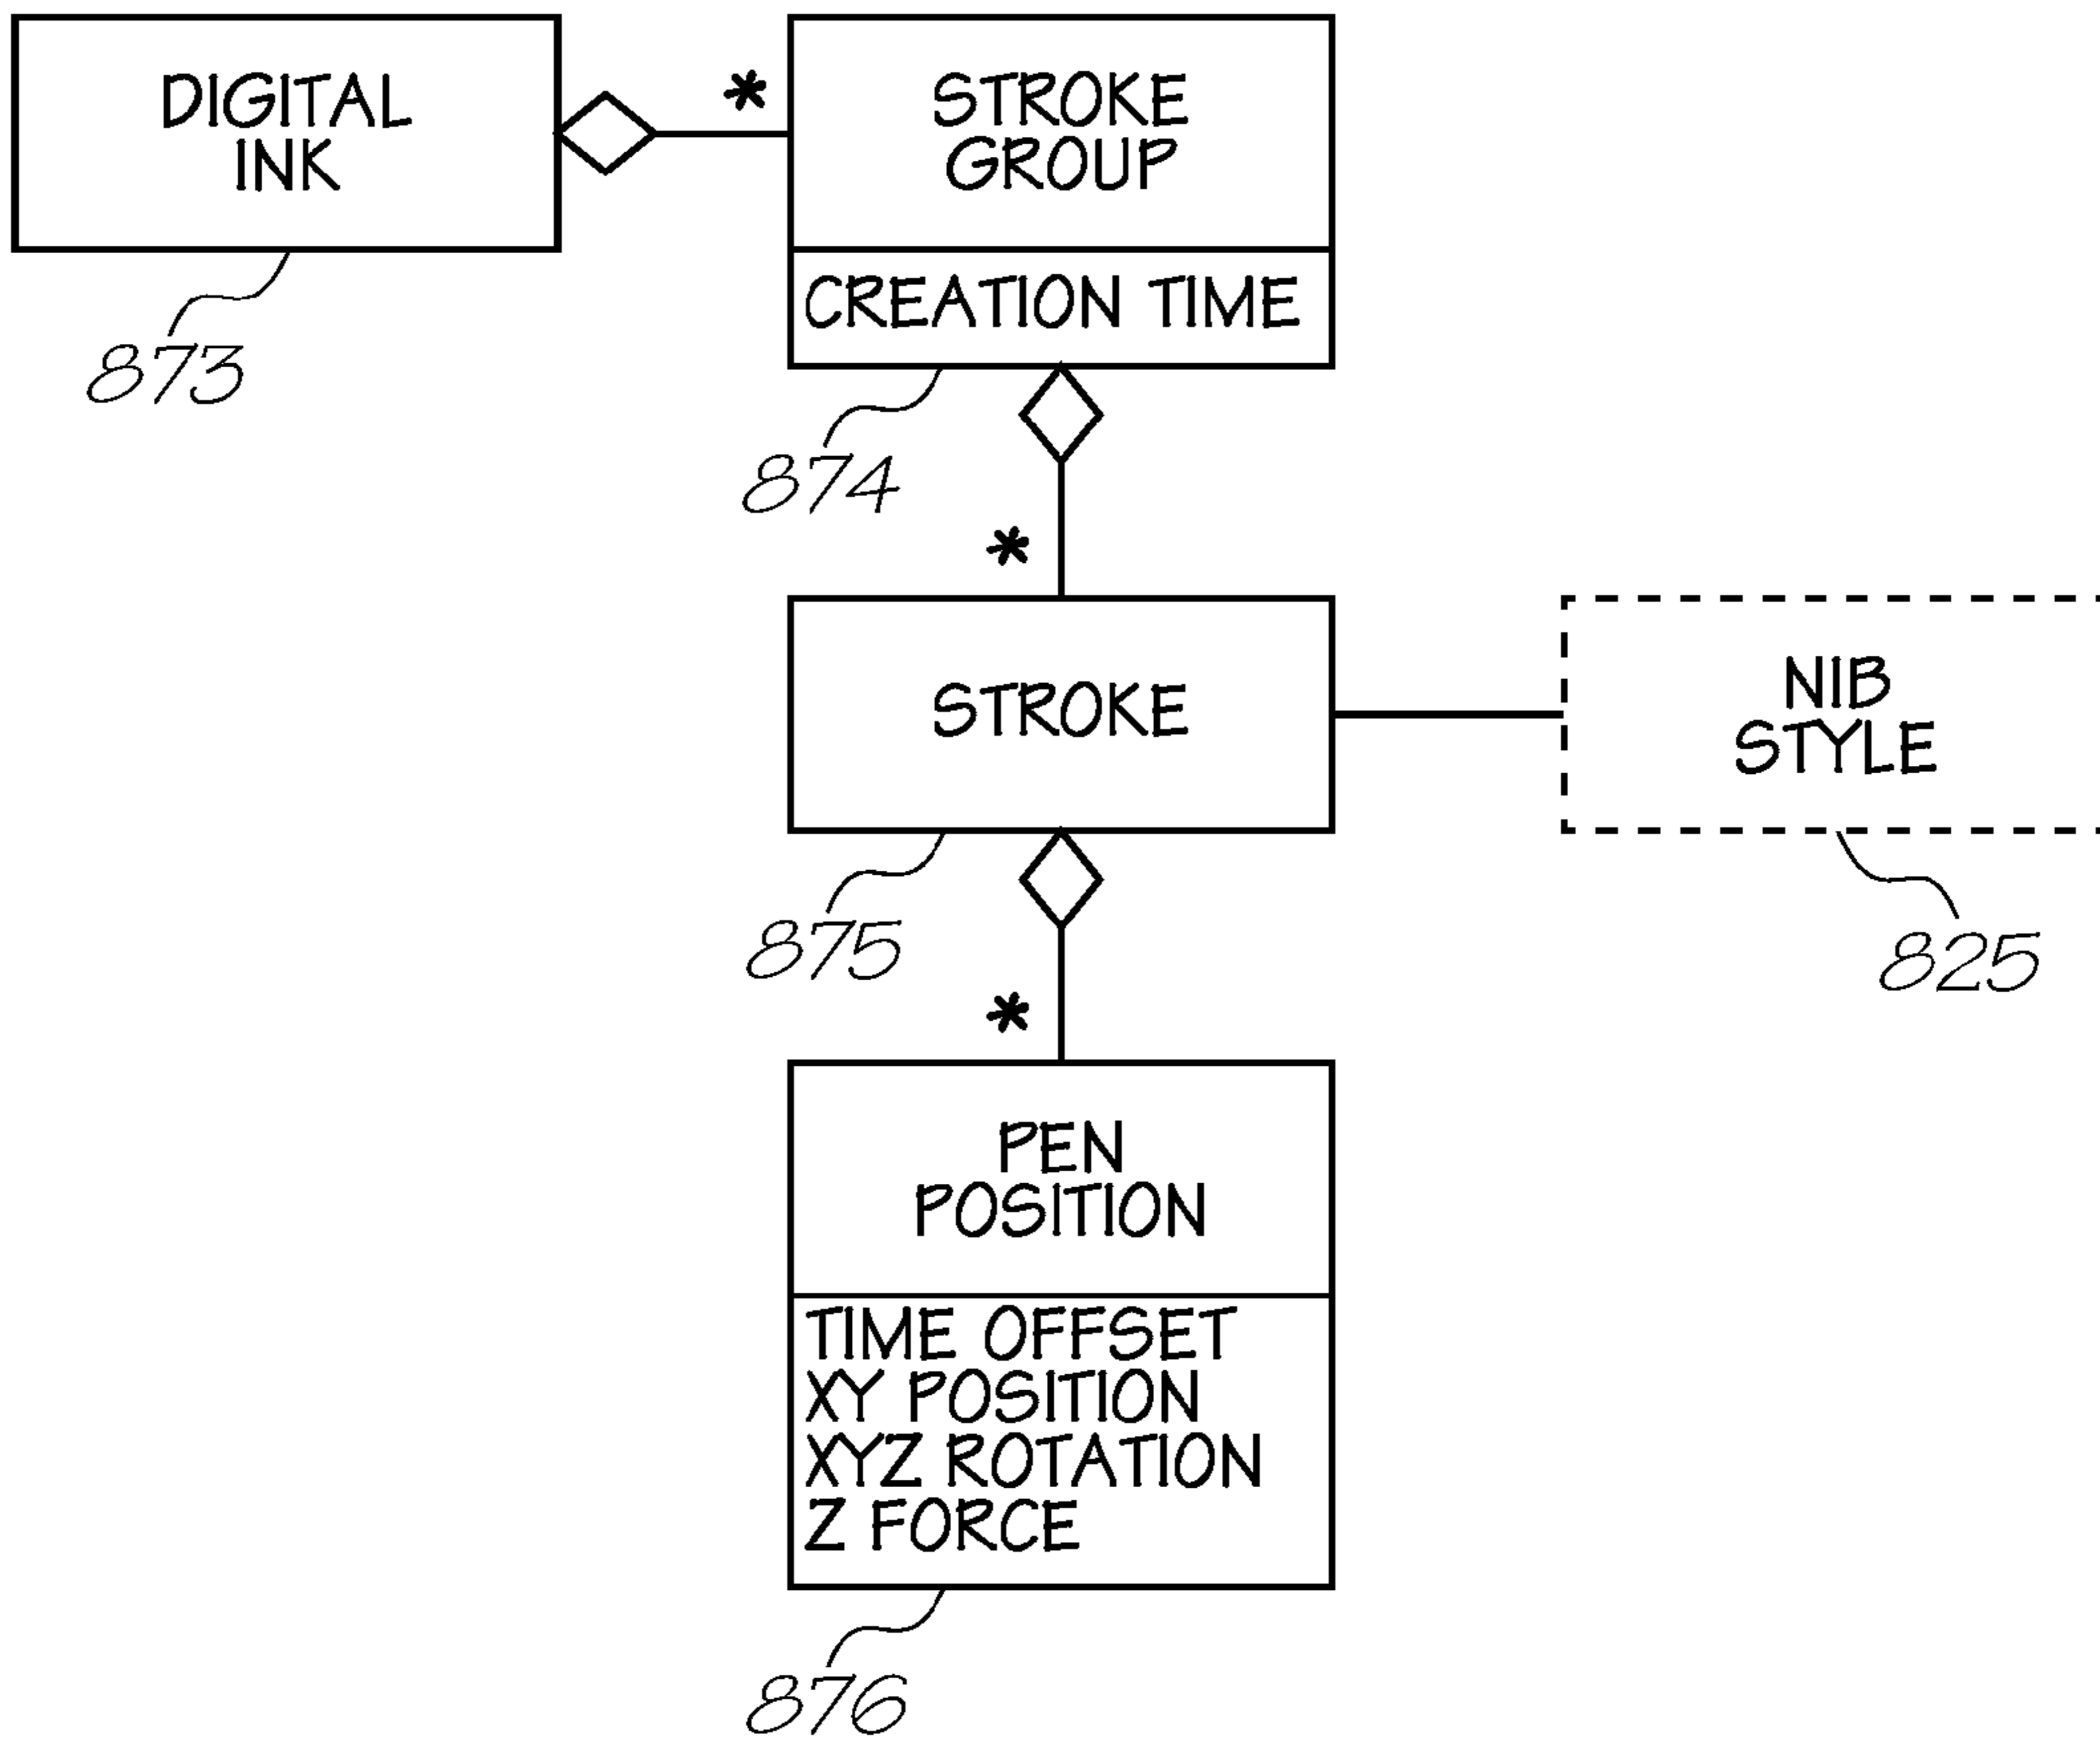 DIGITAL
INK
*
STROKE
GROUP
CREATION TIME
873
874
*
STROKE
NIB
STYLE
875
825
*
PEN
POSITION
TIME OFFSET
XY POSITION
XYZ ROTATION
Z FORCE
876